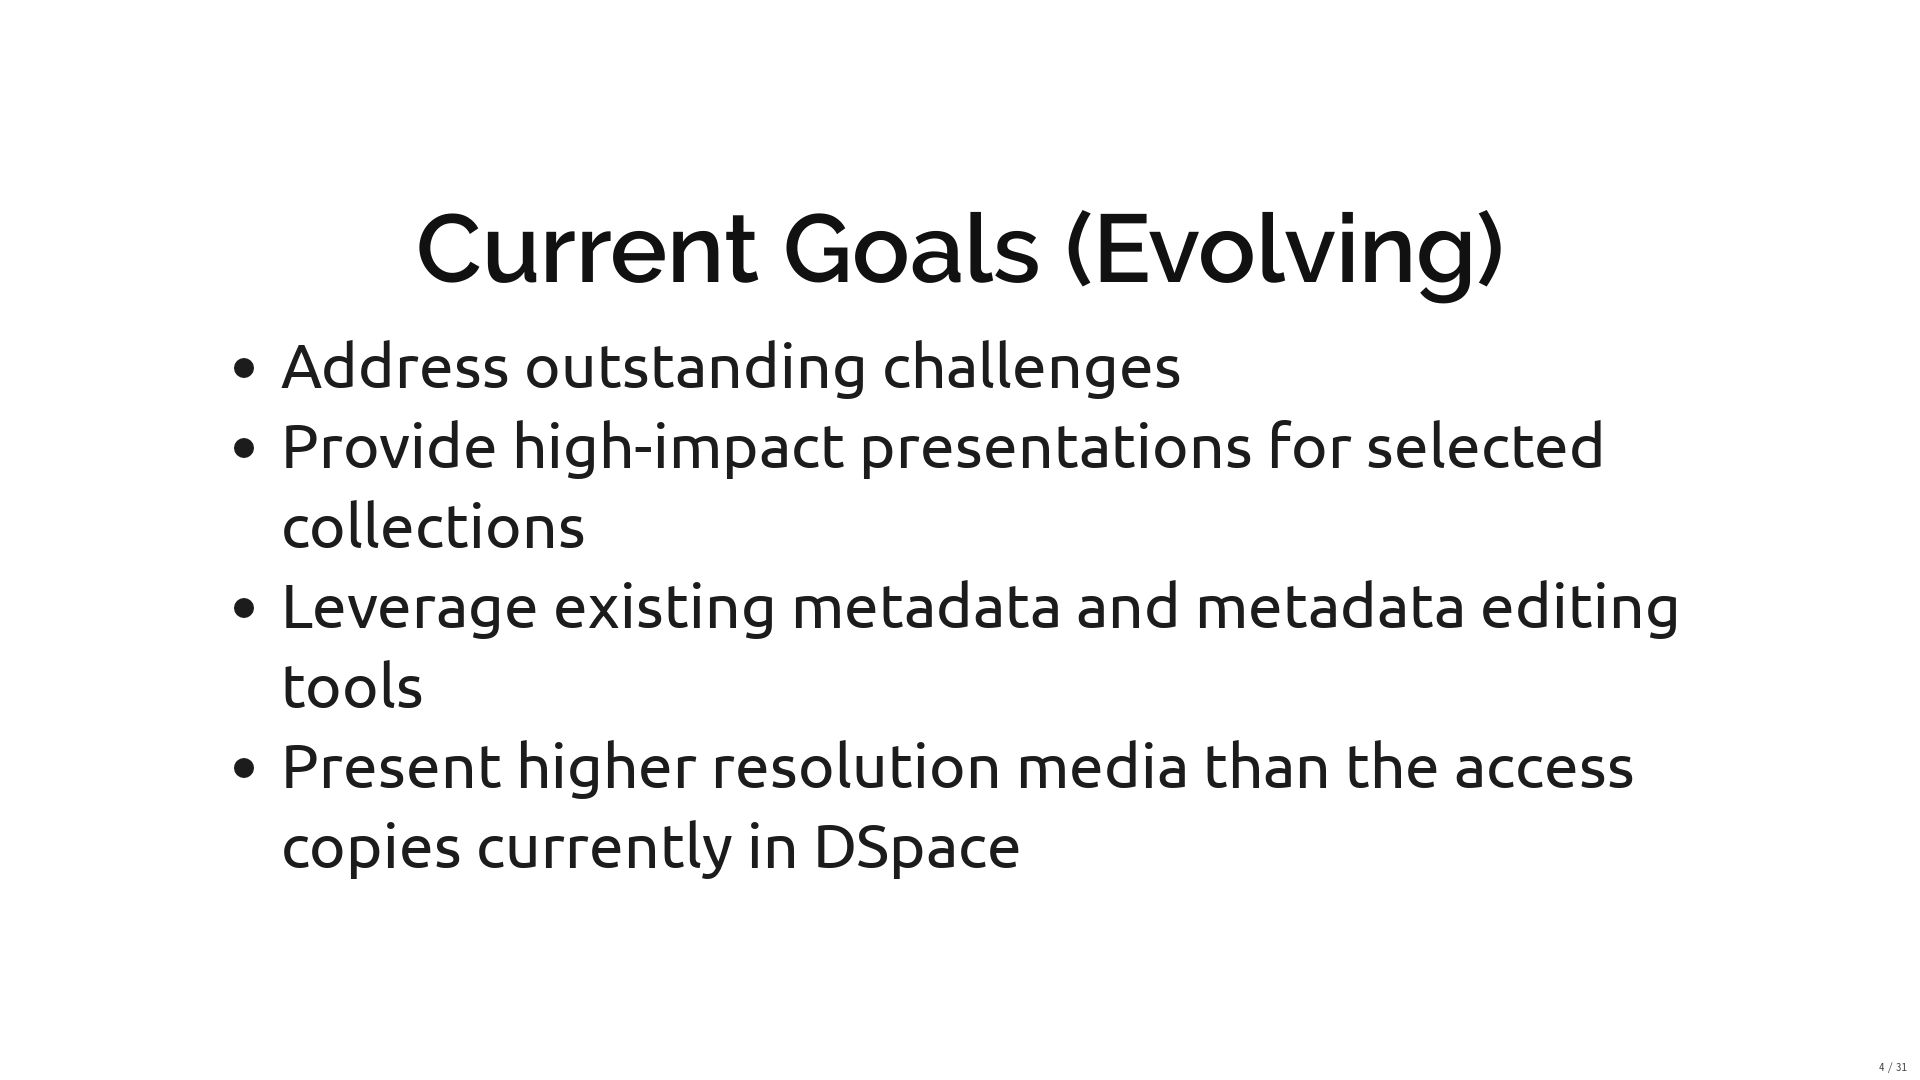 Current Goals (Evolving)
• Address outstanding challenges
• Provide high-impact presentations for selected
collections
• Leverage existing metadata and metadata editing
tools
• Present higher resolution media than the access
copies currently in DSpace
4 / 31